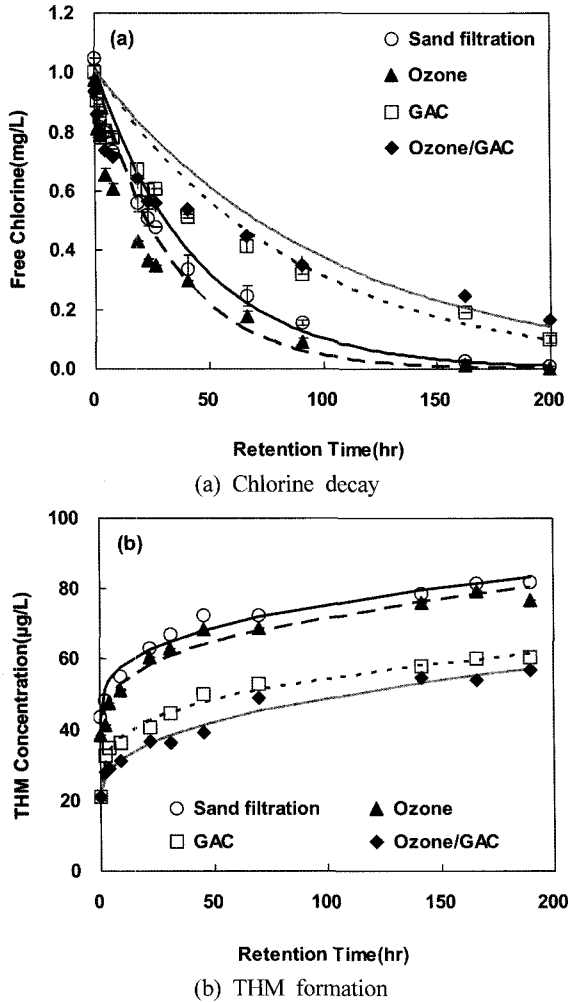 1.2
1.0
0.8
0.6
0.4
0.2
0.0
Free Chlorine(mg/L)
(a)
Sand filtration
Ozone
GAC
Ozone/GAC
0
50
100
150
200
Retention Time(hr)
(a) Chlorine decay
100
80
60
40
20
0
THM Concentration(µg/L)
(b)
Sand filtration
Ozone
GAC
Ozone/GAC
0
50
100
150
200
Retention Time(hr)
(b) THM formation